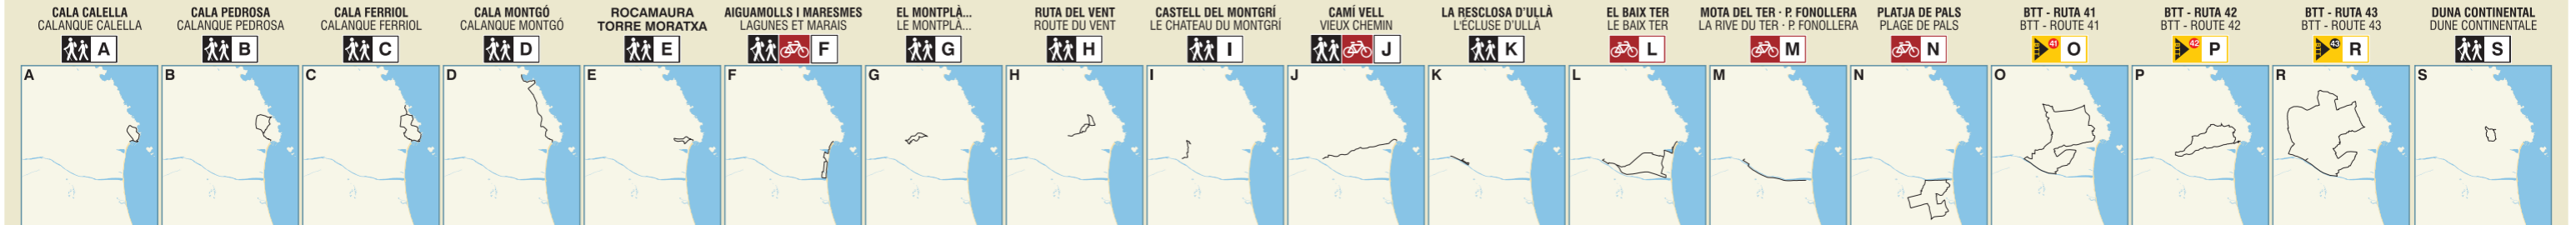 CALA CALELLA
CALANQUE CALELLA
A
A
CALA PEDROSA
CALANQUE PEDROSA
B
B
CALA FERRIOL
CALANQUE FERRIOL
C
C
CALA MONTGÓ
CALANQUE MONTGÓ
D
D
ROCAMAURA
TORRE MORATXA
E
E
AIGUAMOLLS I MARESMES
LAGUNES ET MARAIS
F
F
EL MONTPLÀ...
LE MONTPLÀ...
G
G
RUTA DEL VENT
ROUTE DU VENT
H
H
CASTELL DEL MONTGRÍ
LE CHATEAU DU MONTGRÍ
I
I
CAMÍ VELL
VIEUX CHEMIN
J
J
LA RESCLOSA D'ULLÀ
L'ÉCLUSE D'ULLÀ
K
K
EL BAIX TER
LE BAIX TER
L
L
MOTA DEL TER · P. FONOLLERA
LA RIVE DU TER · P. FONOLLERA
M
M
PLATJA DE PALS
PLAGE DE PALS
N
N
BTT - RUTA 41
BTT - ROUTE 41
41
O
O
BTT - RUTA 42
BTT - ROUTE 42
42
P
P
BTT - RUTA 43
BTT - ROUTE 43
43
R
R
DUNA CONTINENTAL
DUNE CONTINENTALE
S
S